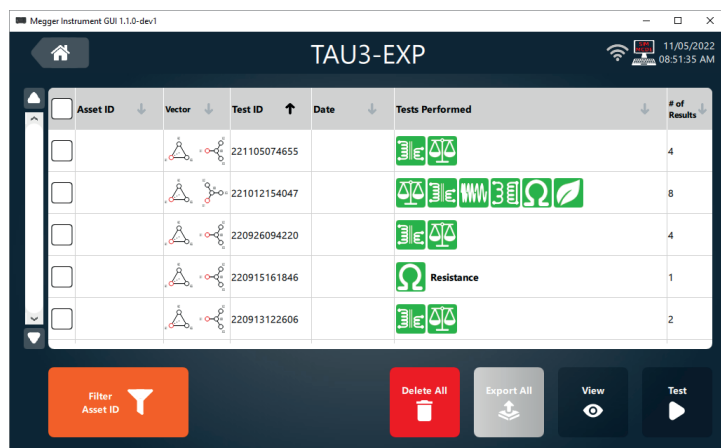 Megger Instrument GUI 1.1.0-dev1
TAU3-EXP
11/05/2022
08:51:35 AM
Asset ID Vector Test ID Date Tests Performed # of Results
221105074655 4
221012154047 8
220926094220 4
220915161846 Resistance 1
220913122606 2
Filter
Asset ID
Delete All
Export All
View
Test